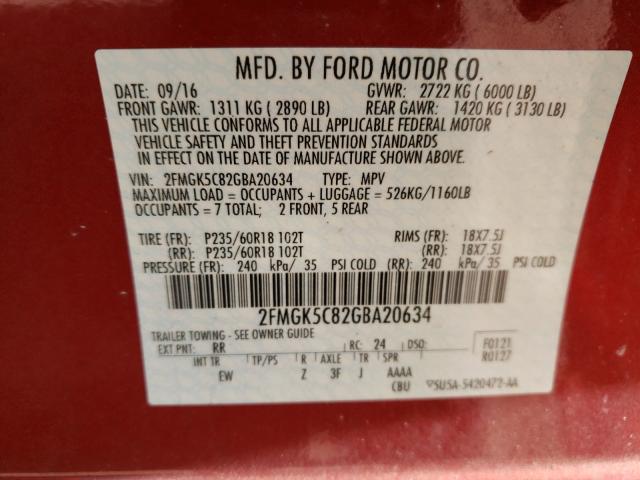 MFD. BY FORD MOTOR CO.
DATE: 09/16 GVWR: 2722 KG ( 6000 LB)
FRONT GAWR: 1311 KG ( 2890 LB) REAR GAWR: 1420 KG ( 3130 LB)
THIS VEHICLE CONFORMS TO ALL APPLICABLE FEDERAL MOTOR
VEHICLE SAFETY AND THEFT PREVENTION STANDARDS
IN EFFECT ON THE DATE OF MANUFACTURE SHOWN ABOVE.
VIN: 2FMGK5C82GBA20634 TYPE: MPV
MAXIMUM LOAD = OCCUPANTS + LUGGAGE = 526KG/1160LB
OCCUPANTS = 7 TOTAL; 2 FRONT, 5 REAR
TIRE (FR): P235/60R18 102T RIMS (FR): 18X7.5J
(RR): P235/60R18 102T (RR): 18X7.5J
PRESSURE (FR): 240 kPa/ 35 PSI COLD (RR): 240 kPa/ 35 PSI COLD
2FMGK5C82GBA20634
TRAILER TOWING - SEE OWNER GUIDE
EXT PNT: RR RC: 24 DSO: F0121
INT TR TP/PS R AXLE TR SPR R0127
EW Z 3F J AAAA
CBU 5U5A-5420472-AA